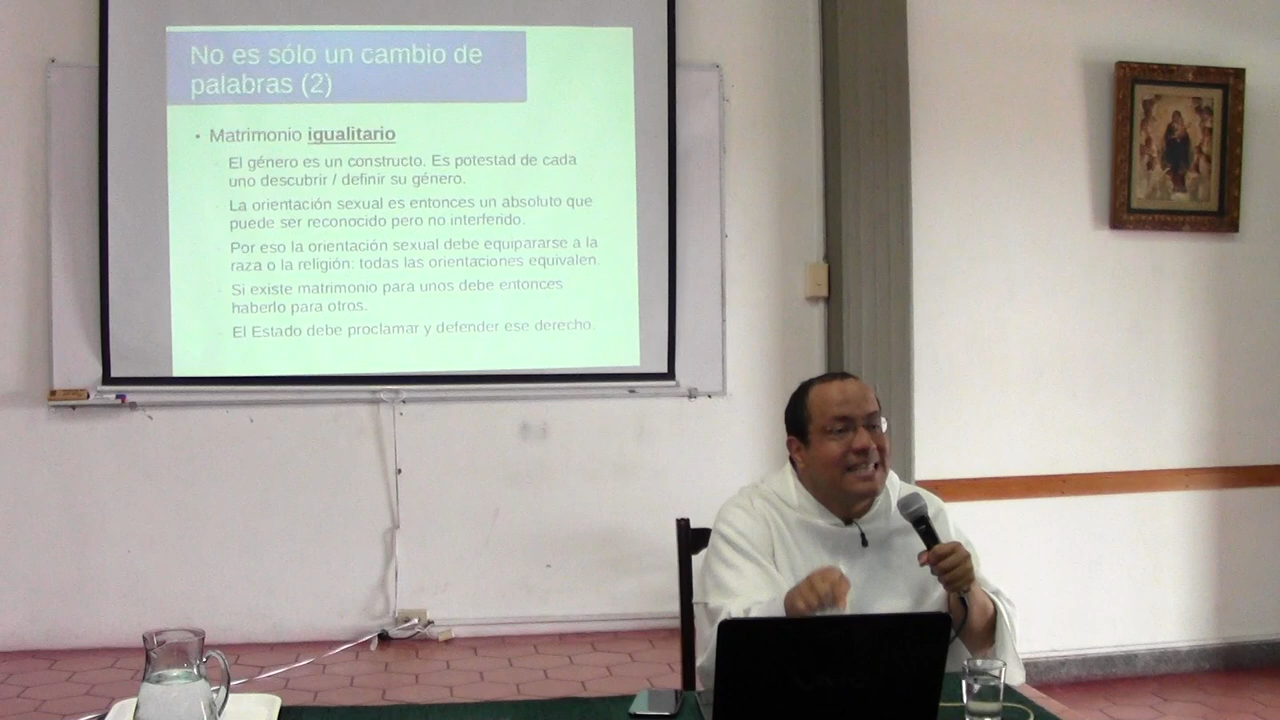 No es sólo un cambio de
palabras (2)
• Matrimonio igualitario
- El género es un constructo. Es potestad de cada
uno descubrir / definir su género.
- La orientación sexual es entonces un absoluto que
puede ser reconocido pero no interferido.
- Por eso la orientación sexual debe equipararse a la
raza o la religión: todas las orientaciones equivalen.
- Si existe matrimonio para unos debe entonces
haberlo para otros.
- El Estado debe proclamar y defender ese derecho.